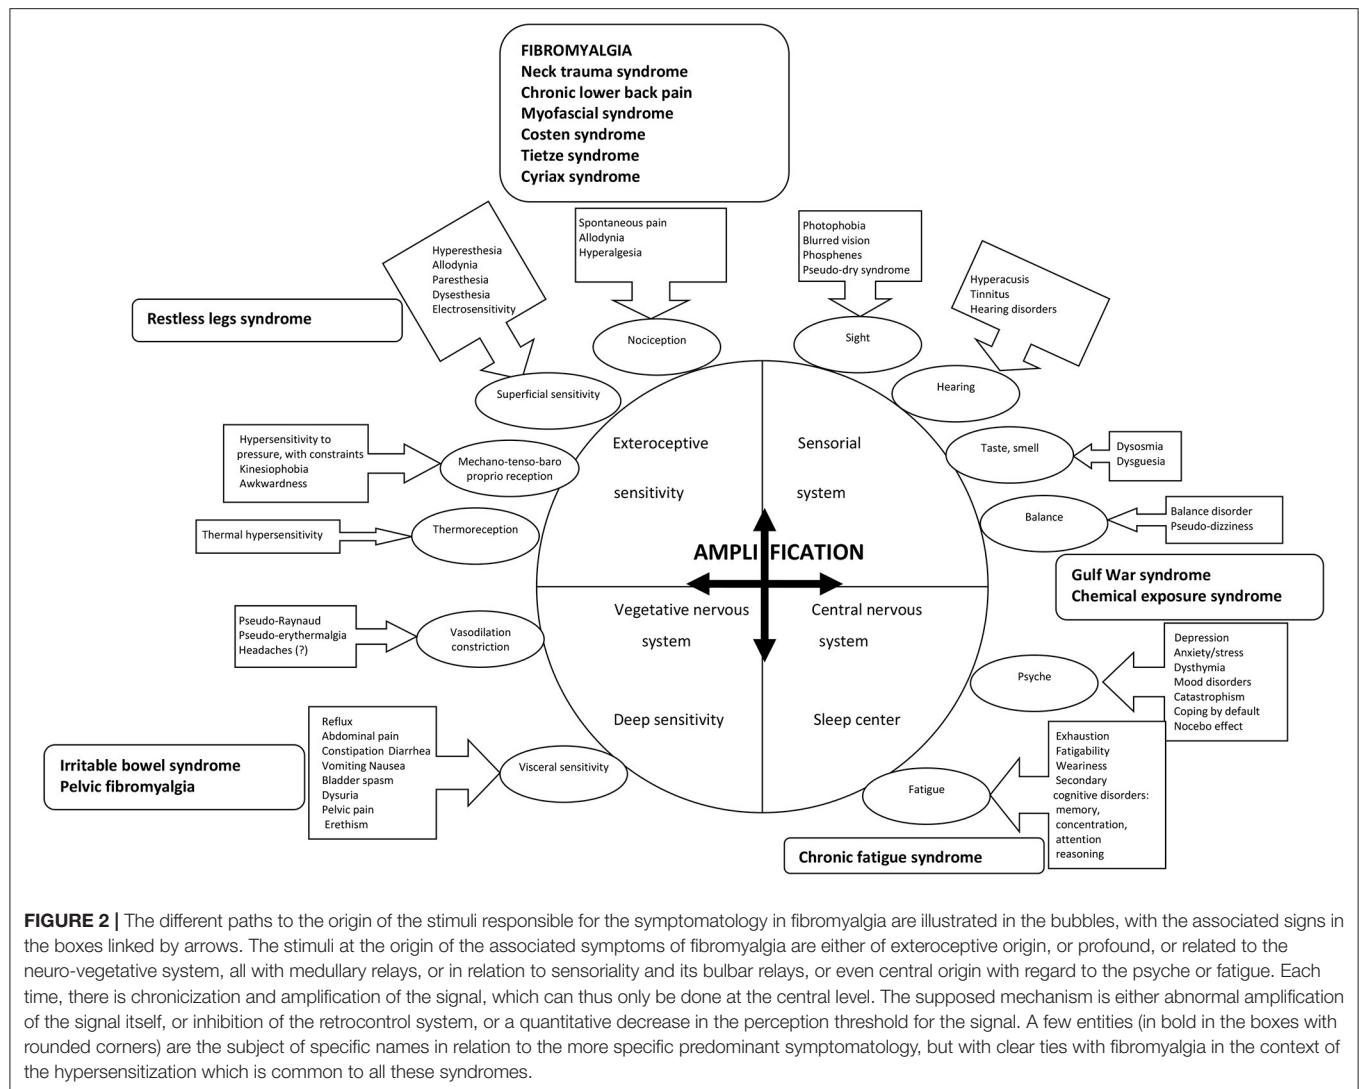 FIBROMYALGIA
Neck trauma syndrome
Chronic lower back pain
Myofascial syndrome
Costen syndrome
Tietze syndrome
Cyriax syndrome
Spontaneous pain
Allodynia
Hyperalgesia
Photophobia
Blurred vision
Phosphenes
Pseudo-dry syndrome
Hyperesthesia
Allodynia
Paresthesia
Dysesthesia
Electrosensitivity
Hyperacusis
Tinnitus
Hearing disorders
Restless legs syndrome
Nociception
Sight
Superficial sensitivity
Hearing
Hypersensitivity to
pressure, with constraints
Kinesiophobia
Awkwardness
Mechano-tenso-baro
proprio reception
Exteroceptive
sensitivity
Sensorial
system
Taste, smell
Dysosmia
Dysguesia
Thermal hypersensitivity
Thermoreception
Balance
Balance disorder
Pseudo-dizziness
AMPLIFICATION
Gulf War syndrome
Chemical exposure syndrome
Pseudo-Raynaud
Pseudo-erythermalgia
Headaches (?)
Vasodilation
constriction
Vegetative nervous
system
Central nervous
system
Psyche
Depression
Anxiety/stress
Dysthymia
Mood disorders
Catastrophism
Coping by default
Nocebo effect
Deep sensitivity
Sleep center
Irritable bowel syndrome
Pelvic fibromyalgia
Reflux
Abdominal pain
Constipation Diarrhea
Vomiting Nausea
Bladder spasm
Dysuria
Pelvic pain
Erethism
Visceral sensitivity
Fatigue
Exhaustion
Fatigability
Weariness
Secondary
cognitive disorders:
memory,
concentration,
attention
reasoning
Chronic fatigue syndrome
FIGURE 2 | The different paths to the origin of the stimuli responsible for the symptomatology in fibromyalgia are illustrated in the bubbles, with the associated signs in
the boxes linked by arrows. The stimuli at the origin of the associated symptoms of fibromyalgia are either of exteroceptive origin, or profound, or related to the
neuro-vegetative system, all with medullary relays, or in relation to sensoriality and its bulbar relays, or even central origin with regard to the psyche or fatigue. Each
time, there is chronicization and amplification of the signal, which can thus only be done at the central level. The supposed mechanism is either abnormal amplification
of the signal itself, or inhibition of the retrocontrol system, or a quantitative decrease in the perception threshold for the signal. A few entities (in bold in the boxes with
rounded corners) are the subject of specific names in relation to the more specific predominant symptomatology, but with clear ties with fibromyalgia in the context of
the hypersensitization which is common to all these syndromes.